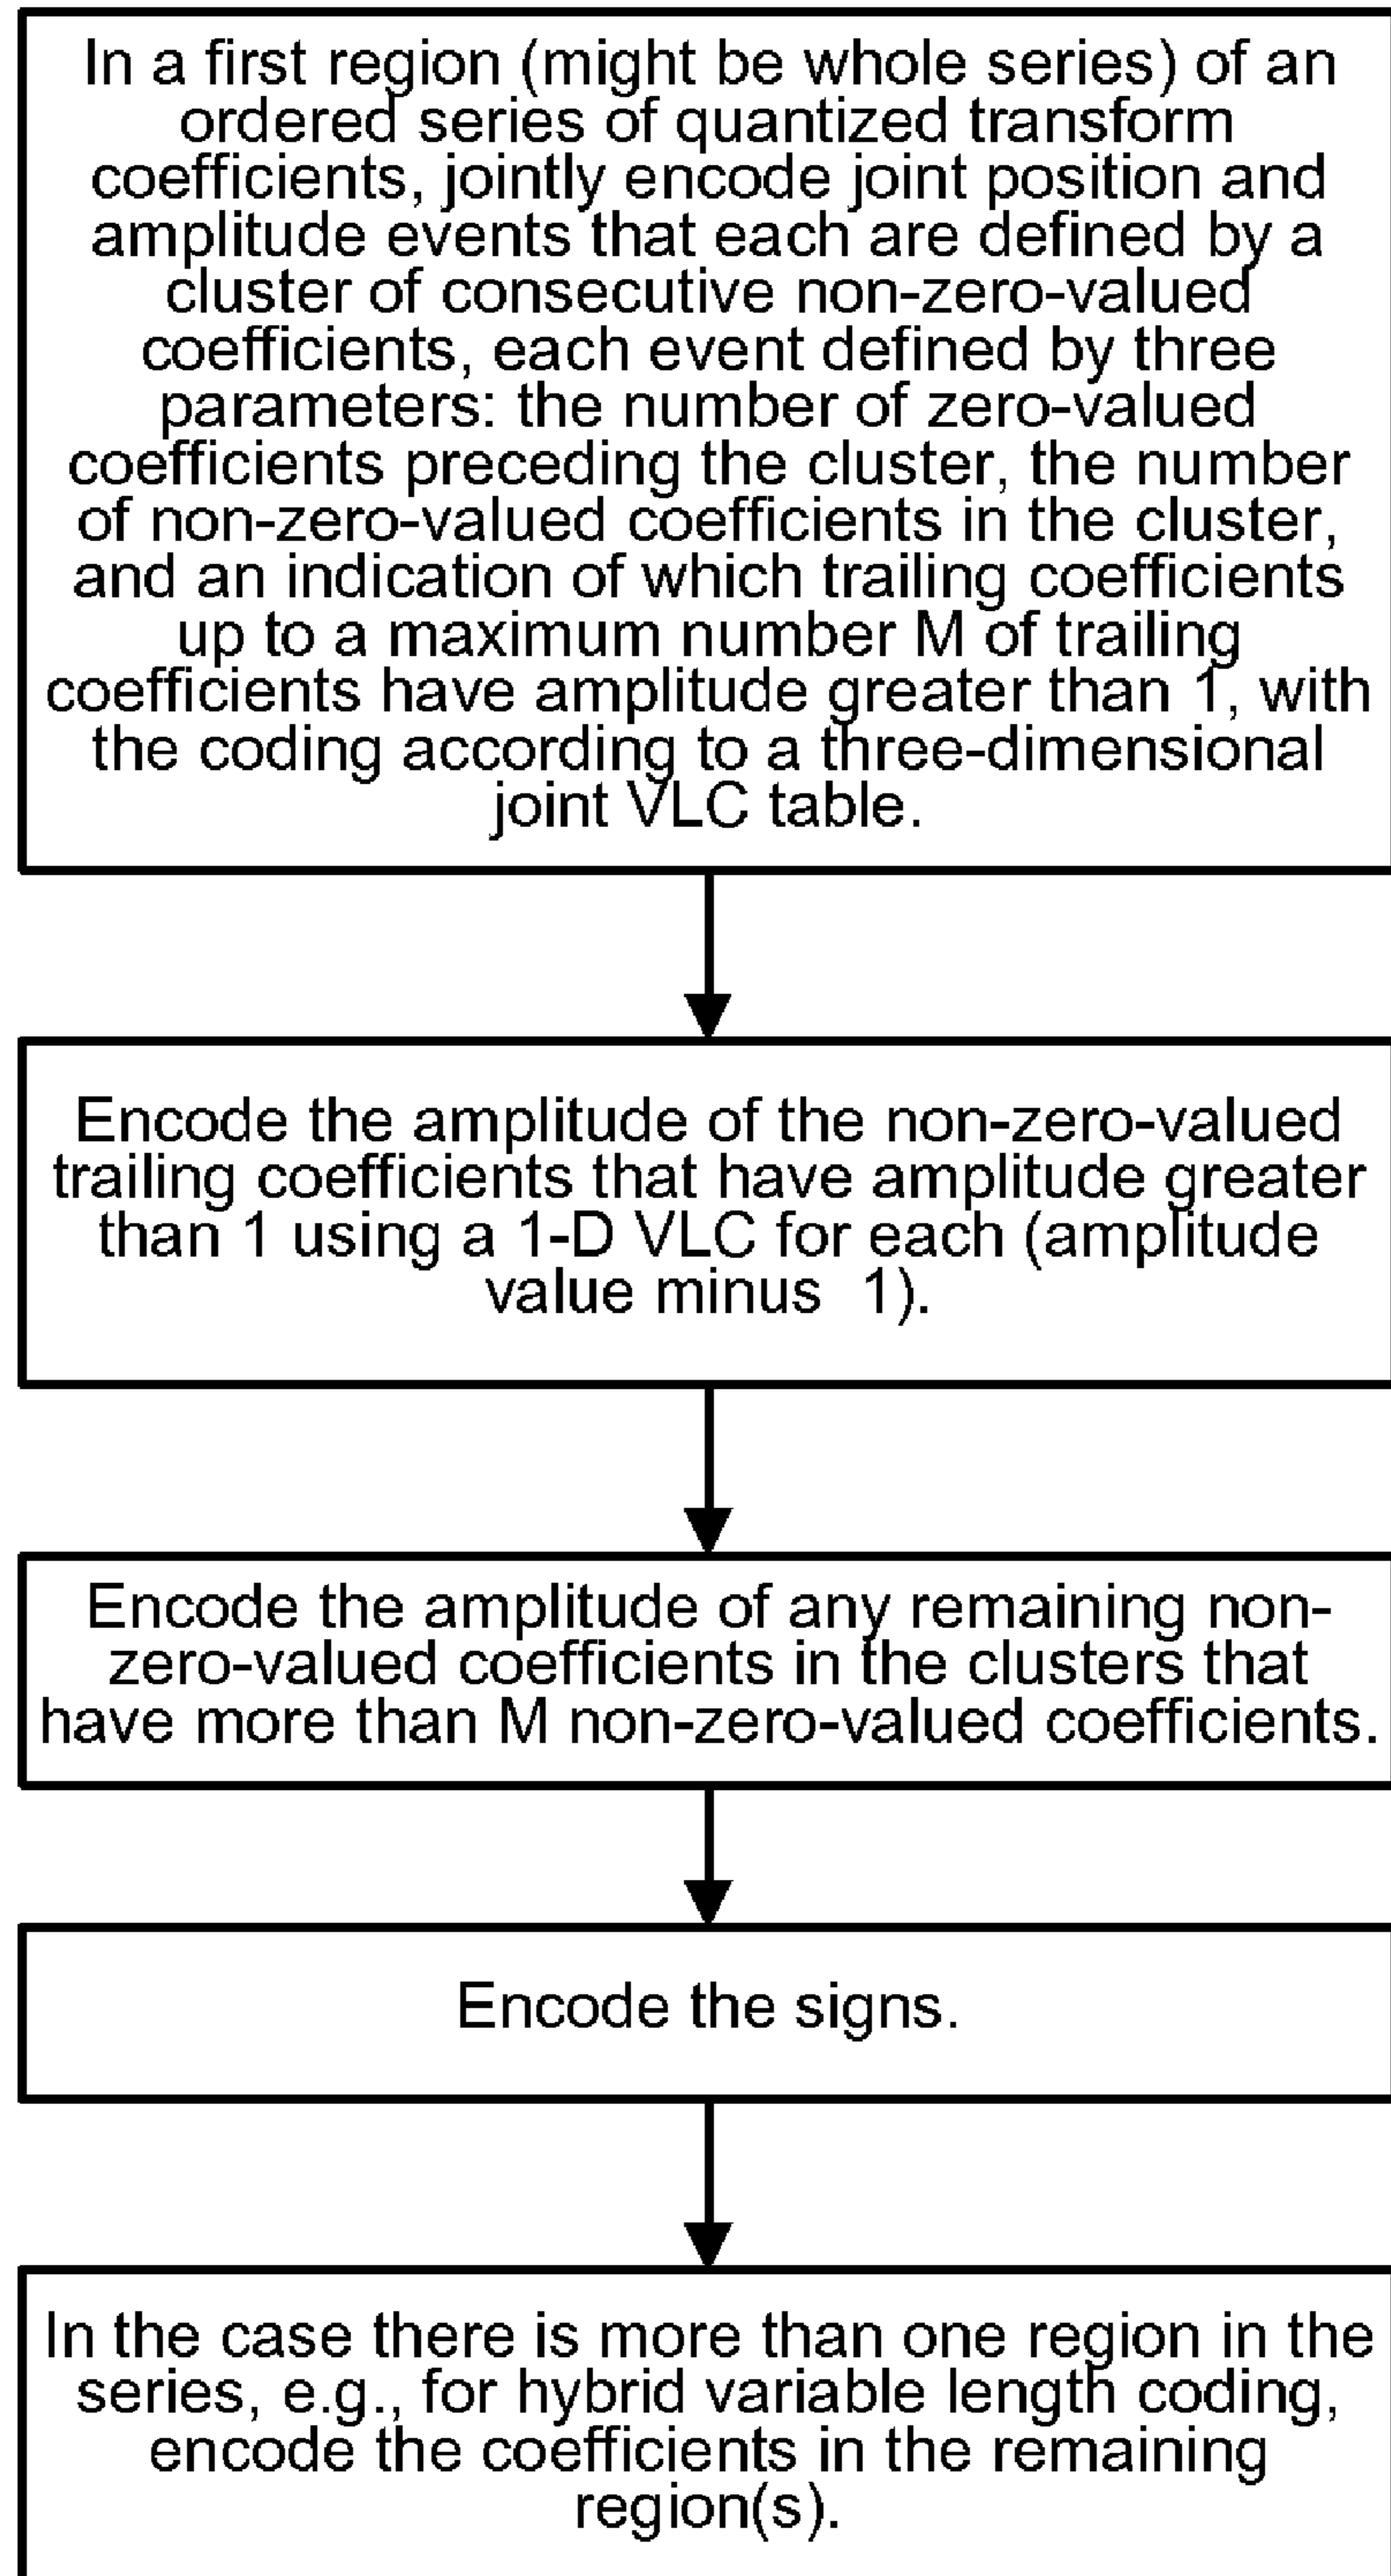 In a first region (might be whole series) of an
ordered series of quantized transform
coefficients, jointly encode joint position and
amplitude events that each are defined by a
cluster of consecutive non-zero-valued
coefficients, each event defined by three
parameters: the number of zero-valued
coefficients preceding the cluster, the number
of non-zero-valued coefficients in the cluster,
and an indication of which trailing coefficients
up to a maximum number M of trailing
coefficients have amplitude greater than 1, with
the coding according to a three-dimensional
joint VLC table.
Encode the amplitude of the non-zero-valued
trailing coefficients that have amplitude greater
than 1 using a 1-D VLC for each (amplitude
value minus  1).
Encode the amplitude of any remaining non-
zero-valued coefficients in the clusters that
have more than M non-zero-valued coefficients.
Encode the signs.
In the case there is more than one region in the
series, e.g., for hybrid variable length coding,
encode the coefficients in the remaining
region(s).